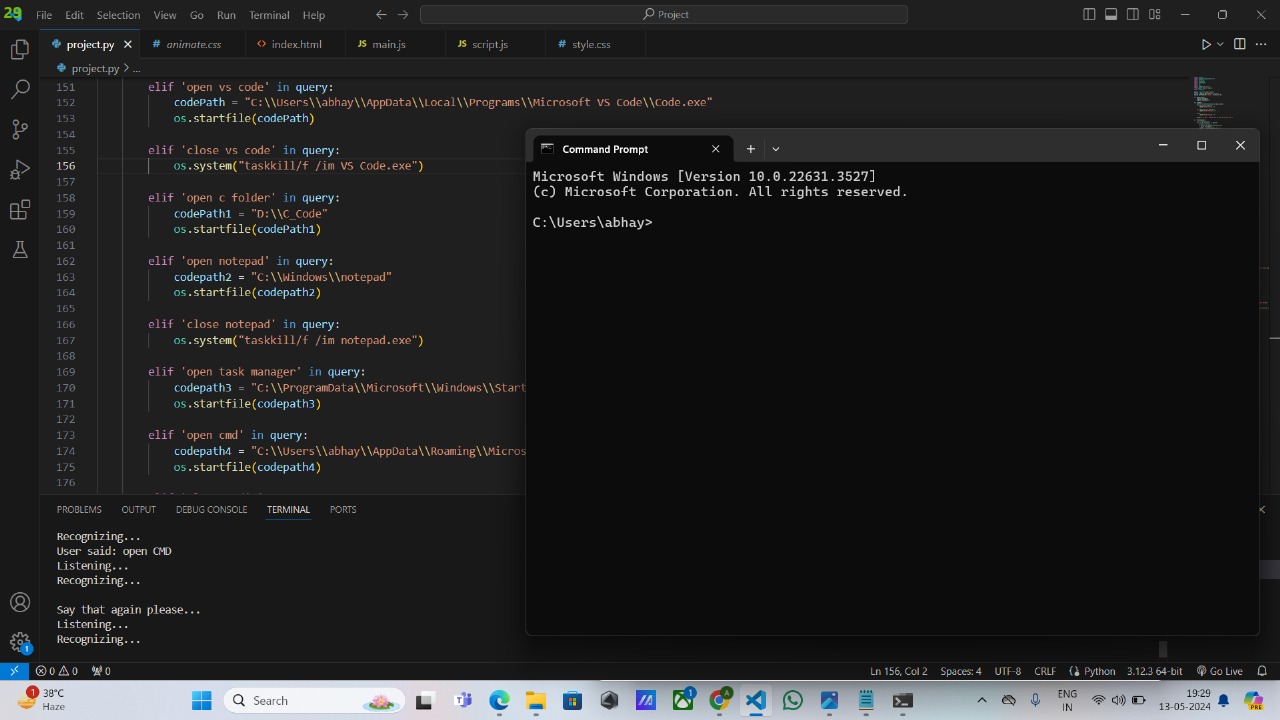 29
File Edit Selection View Go Run Terminal Help
Project
project.py
# animate.css
<> index.html
JS main.js
JS script.js
# style.css
project.py > ...
151 elif 'open vs code' in query:
152 codePath = "C:\\Users\\abhay\\AppData\\Local\\Programs\\Microsoft VS Code\\Code.exe"
153 os.startfile(codePath)
154
155 elif 'close vs code' in query:
156 os.system("taskkill/f /im VS Code.exe")
157
158 elif 'open c folder' in query:
159 codePath1 = "D:\\C_Code"
160 os.startfile(codePath1)
161
162 elif 'open notepad' in query:
163 codepath2 = "C:\\Windows\\notepad"
164 os.startfile(codepath2)
165
166 elif 'close notepad' in query:
167 os.system("taskkill/f /im notepad.exe")
168
169 elif 'open task manager' in query:
170 codepath3 = "C:\\ProgramData\\Microsoft\\Windows\\Start
171 os.startfile(codepath3)
172
173 elif 'open cmd' in query:
174 codepath4 = "C:\\Users\\abhay\\AppData\\Roaming\\Micros
175 os.startfile(codepath4)
176
Command Prompt
Microsoft Windows [Version 10.0.22631.3527]
(c) Microsoft Corporation. All rights reserved.
C:\Users\abhay>
PROBLEMS OUTPUT DEBUG CONSOLE TERMINAL PORTS
Recognizing...
User said: open CMD
Listening...
Recognizing...
Say that again please...
Listening...
Recognizing...
1
0 0 0
Ln 156, Col 2 Spaces: 4 UTF-8 CRLF Python 3.12.3 64-bit Go Live
1
38°C
Haze
Search
1
A
ENG
IN
19:29
13-05-2024
PRE